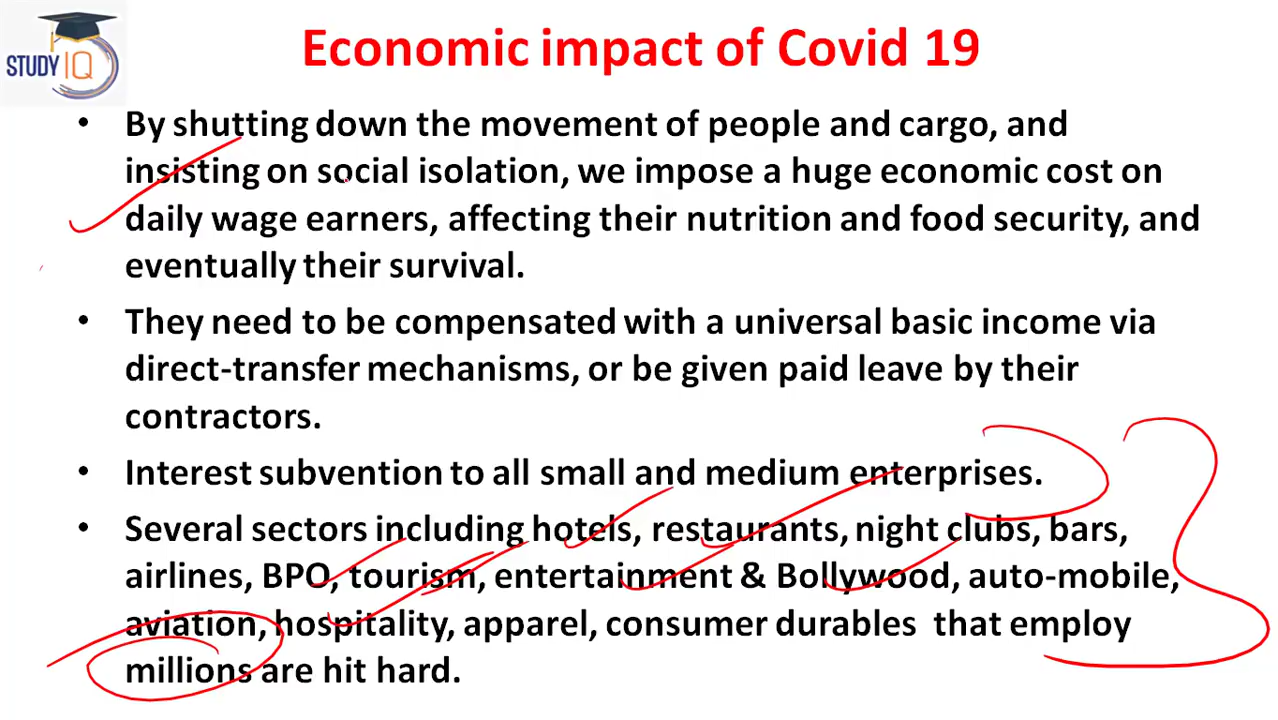 STUDY IQ
Economic impact of Covid 19
• By shutting down the movement of people and cargo, and
insisting on social isolation, we impose a huge economic cost on
daily wage earners, affecting their nutrition and food security, and
eventually their survival.
• They need to be compensated with a universal basic income via
direct-transfer mechanisms, or be given paid leave by their
contractors.
• Interest subvention to all small and medium enterprises.
• Several sectors including hotels, restaurants, night clubs, bars,
airlines, BPO, tourism, entertainment & Bollywood, auto-mobile,
aviation, hospitality, apparel, consumer durables that employ
millions are hit hard.